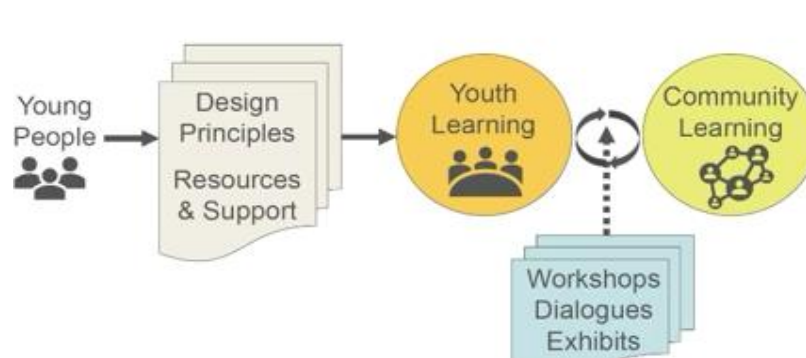 Young
People
Design
Principles
Resources
& Support
Youth
Learning
Community
Learning
Workshops
Dialogues
Exhibits